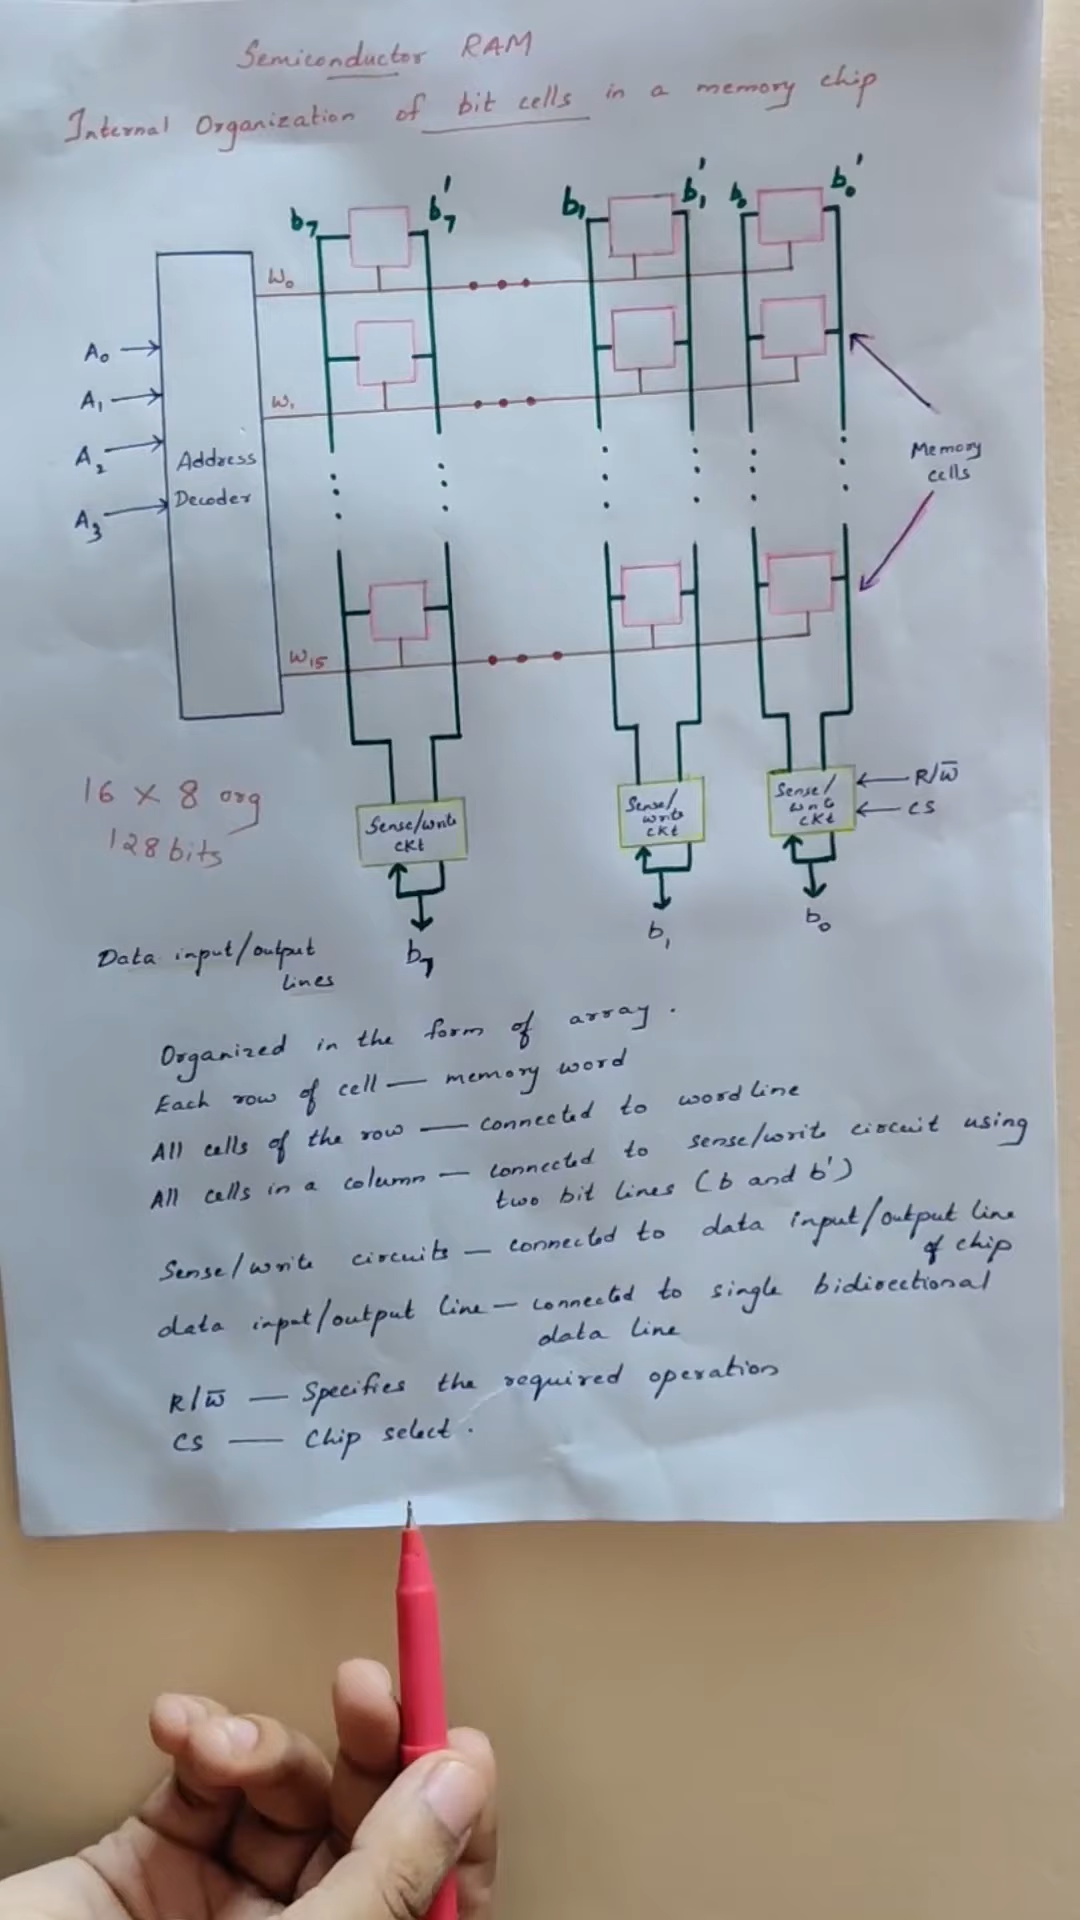 Semiconductor RAM
Internal Organization of bit cells in a memory chip
b7 b7' b1 b1' b0 b0'
W0
A0
A1
W1
A2
Address
Decoder
A3
Memory
cells
W15
16 x 8 org
128 bits
Sense/write
ckt
Sense/
write
ckt
Sense/
write
ckt
R/W̅
CS
b7
b1
b0
Data input/output
lines
Organized in the form of array.
Each row of cell — memory word
All cells of the row — connected to wordline
All cells in a column — connected to sense/write circuit using
two bit lines (b and b')
Sense/write circuits — connected to data input/output line
of chip
data input/output line — connected to single bidirectional
data line
R/W̅ — Specifies the required operation
CS — Chip select.